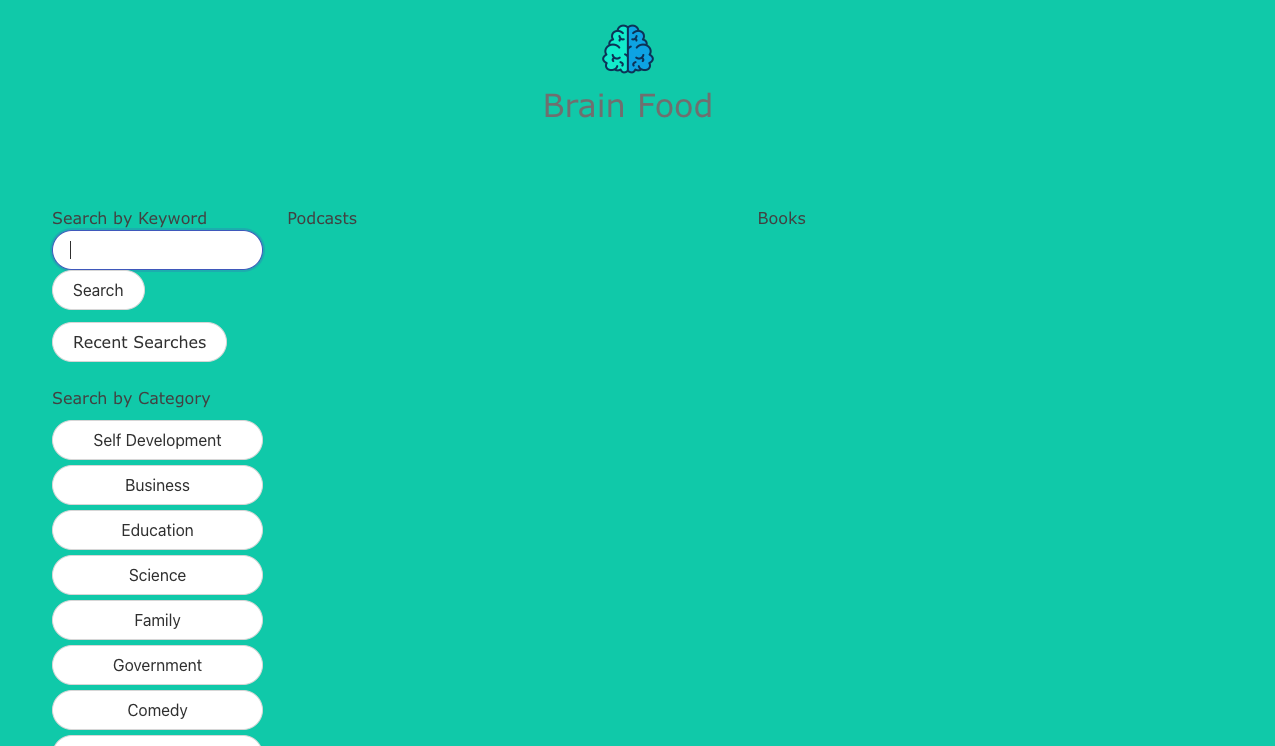 Brain Food
Search by Keyword
Search
Recent Searches
Search by Category
Self Development
Business
Education
Science
Family
Government
Comedy
Podcasts
Books